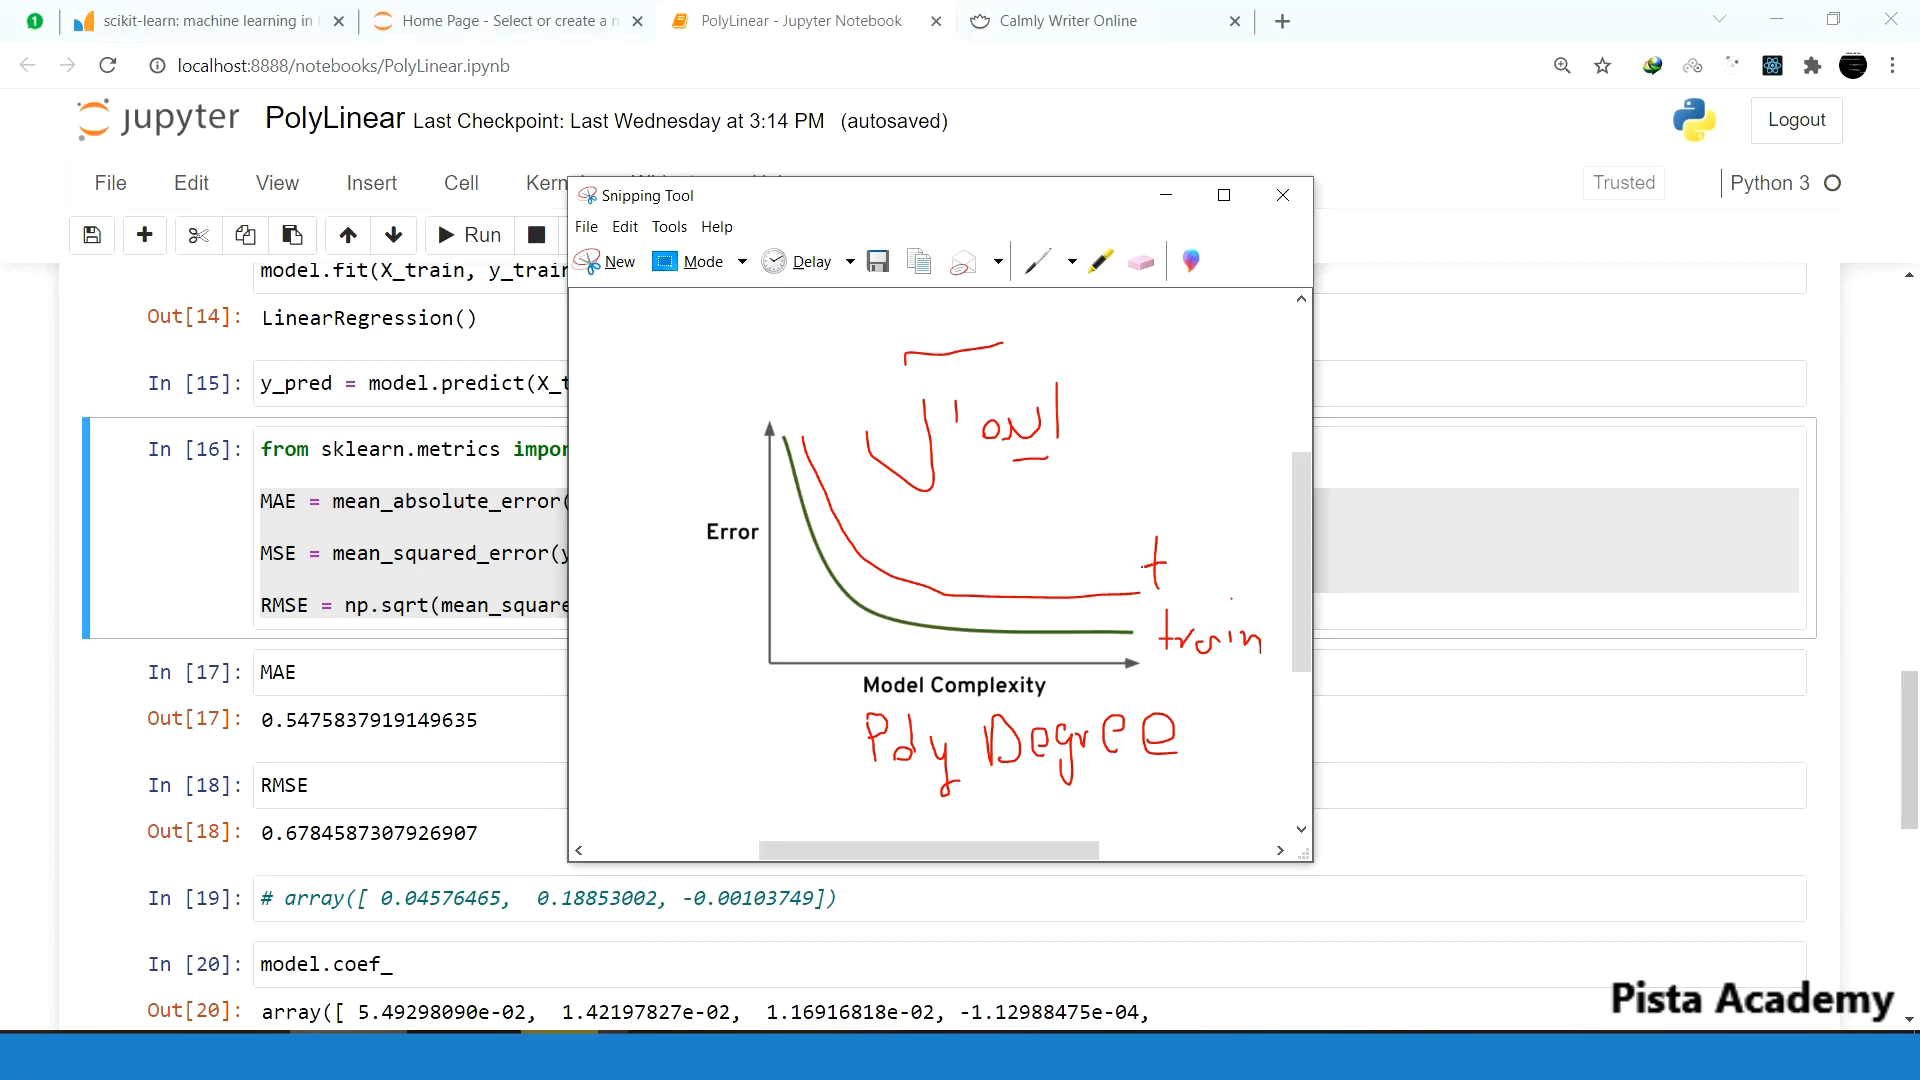 scikit-learn: machine learning in
Home Page - Select or create a n
PolyLinear - Jupyter Notebook
Calmly Writer Online
localhost:8888/notebooks/PolyLinear.ipynb
jupyter PolyLinear Last Checkpoint: Last Wednesday at 3:14 PM (autosaved)
Logout
File Edit View Insert Cell Kern
Trusted
Python 3
Run
model.fit(X_train, y_train
Out[14]: LinearRegression()
In [15]: y_pred = model.predict(X_t
In [16]: from sklearn.metrics impor
MAE = mean_absolute_error(
MSE = mean_squared_error(y
RMSE = np.sqrt(mean_square
In [17]: MAE
Out[17]: 0.5475837919149635
In [18]: RMSE
Out[18]: 0.6784587307926907
In [19]: # array([ 0.04576465, 0.18853002, -0.00103749])
In [20]: model.coef_
Out[20]: array([ 5.49298090e-02, 1.42197827e-02, 1.16916818e-02, -1.12988475e-04,
Snipping Tool
File Edit Tools Help
New Mode Delay
Error
t
train
Model Complexity
Poly Degree
Pista Academy